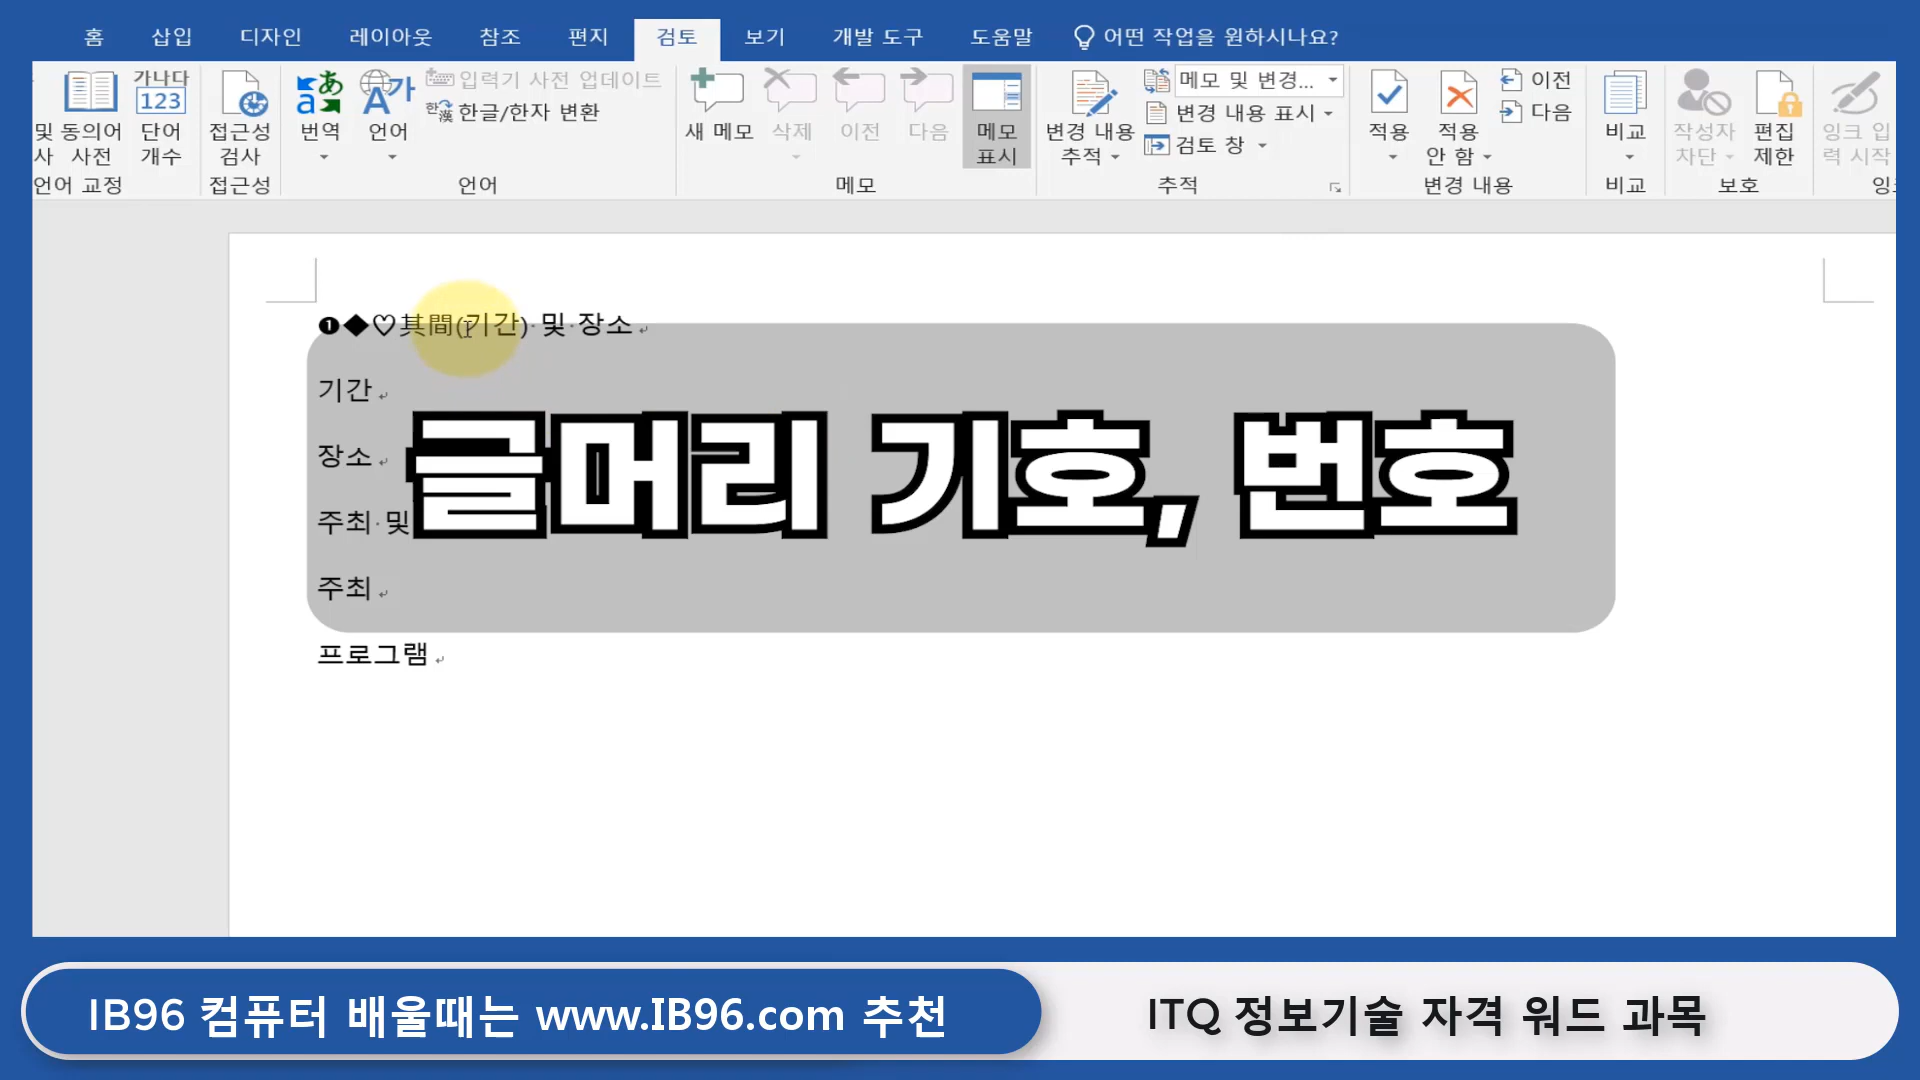 홈 삽입 디자인 레이아웃 참조 편지 검토 보기 개발 도구 도움말 어떤 작업을 원하시나요?
및 동의어 사전
사
가나다 123 단어 개수
언어 교정
접근성 검사
접근성
번역
언어
입력기 사전 업데이트
한글/한자 변환
언어
새 메모
삭제
이전
다음
메모 표시
메모
변경 내용 추적
메모 및 변경...
변경 내용 표시
검토 창
추적
적용
적용 안 함
이전
다음
변경 내용
비교
비교
작성자 차단
편집 제한
보호
잉크 입
력 시작
❶◆♡其間(기간) 및 장소
기간
장소
주최 및
주최
프로그램
글머리 기호, 번호
IB96 컴퓨터 배울때는 www.IB96.com 추천
ITQ 정보기술 자격 워드 과목